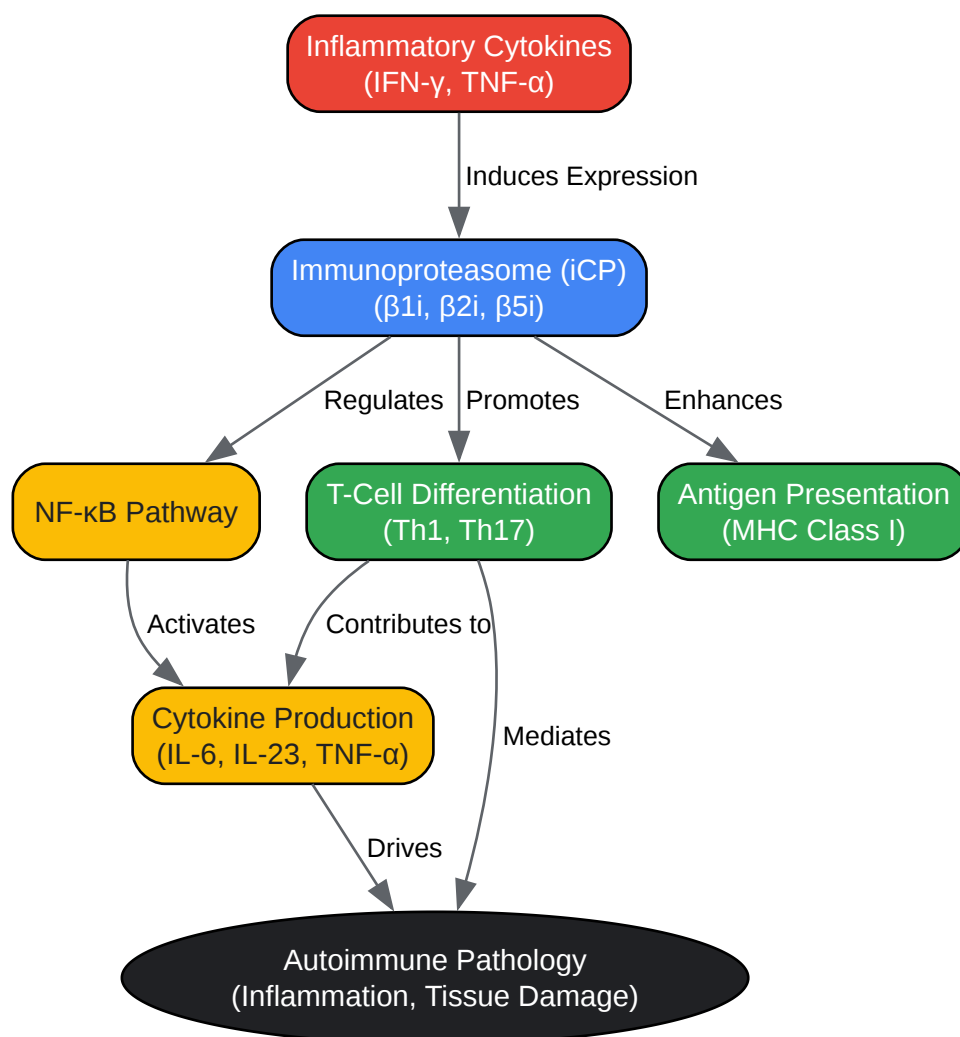 Inflammatory Cytokines
(IFN-γ, TNF-α)
Induces Expression
Immunoproteasome (iCP)
(β1i, β2i, β5i)
Regulates
Promotes
Enhances
NF-κB Pathway
T-Cell Differentiation
(Th1, Th17)
Antigen Presentation
(MHC Class I)
Activates
Contributes to
Cytokine Production
(IL-6, IL-23, TNF-α)
Mediates
Drives
Autoimmune Pathology
(Inflammation, Tissue Damage)